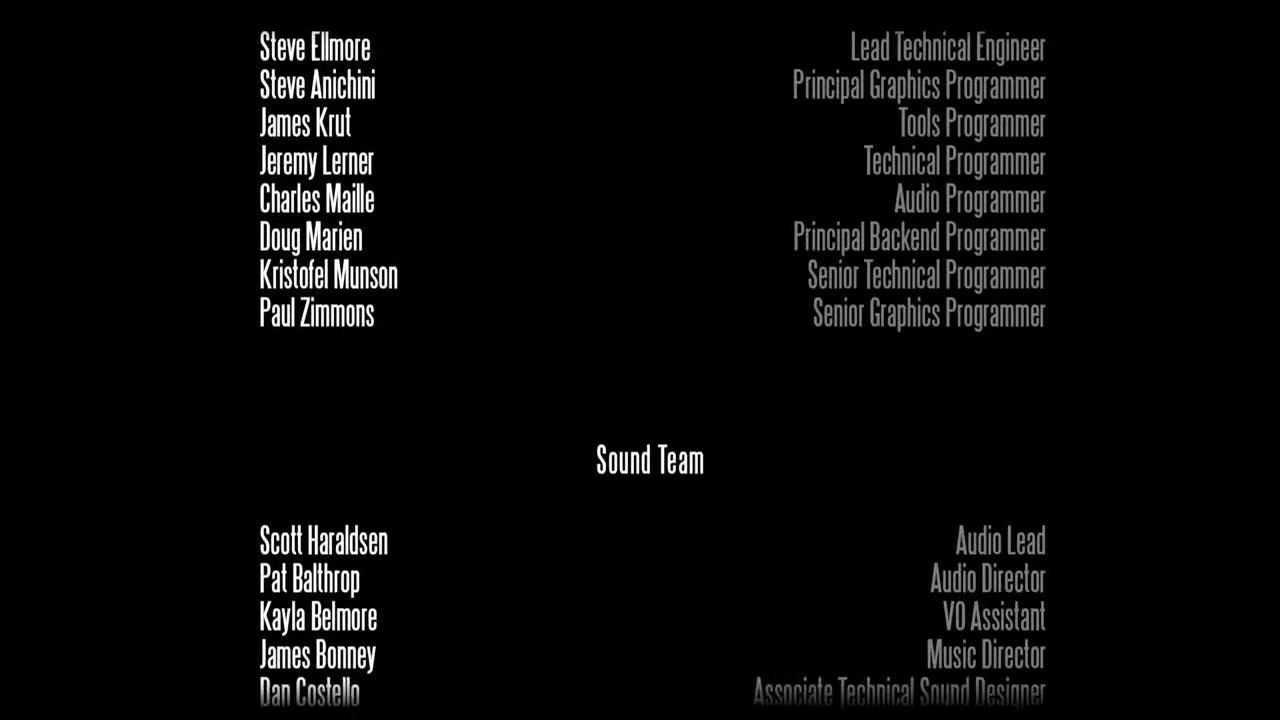 Steve Ellmore Lead Technical Engineer
Steve Anichini Principal Graphics Programmer
James Krut Tools Programmer
Jeremy Lerner Technical Programmer
Charles Maille Audio Programmer
Doug Marien Principal Backend Programmer
Kristofel Munson Senior Technical Programmer
Paul Zimmons Senior Graphics Programmer
Sound Team
Scott Haraldsen Audio Lead
Pat Balthrop Audio Director
Kayla Belmore VO Assistant
James Bonney Music Director
Dan Costello Associate Technical Sound Designer